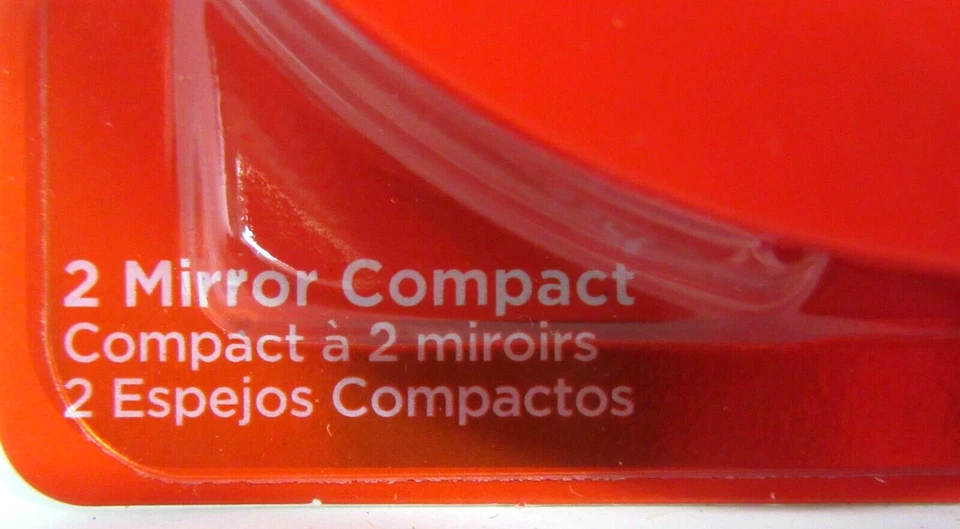 2 Mirror Compact
Compact à 2 miroirs
2 Espejos Compactos